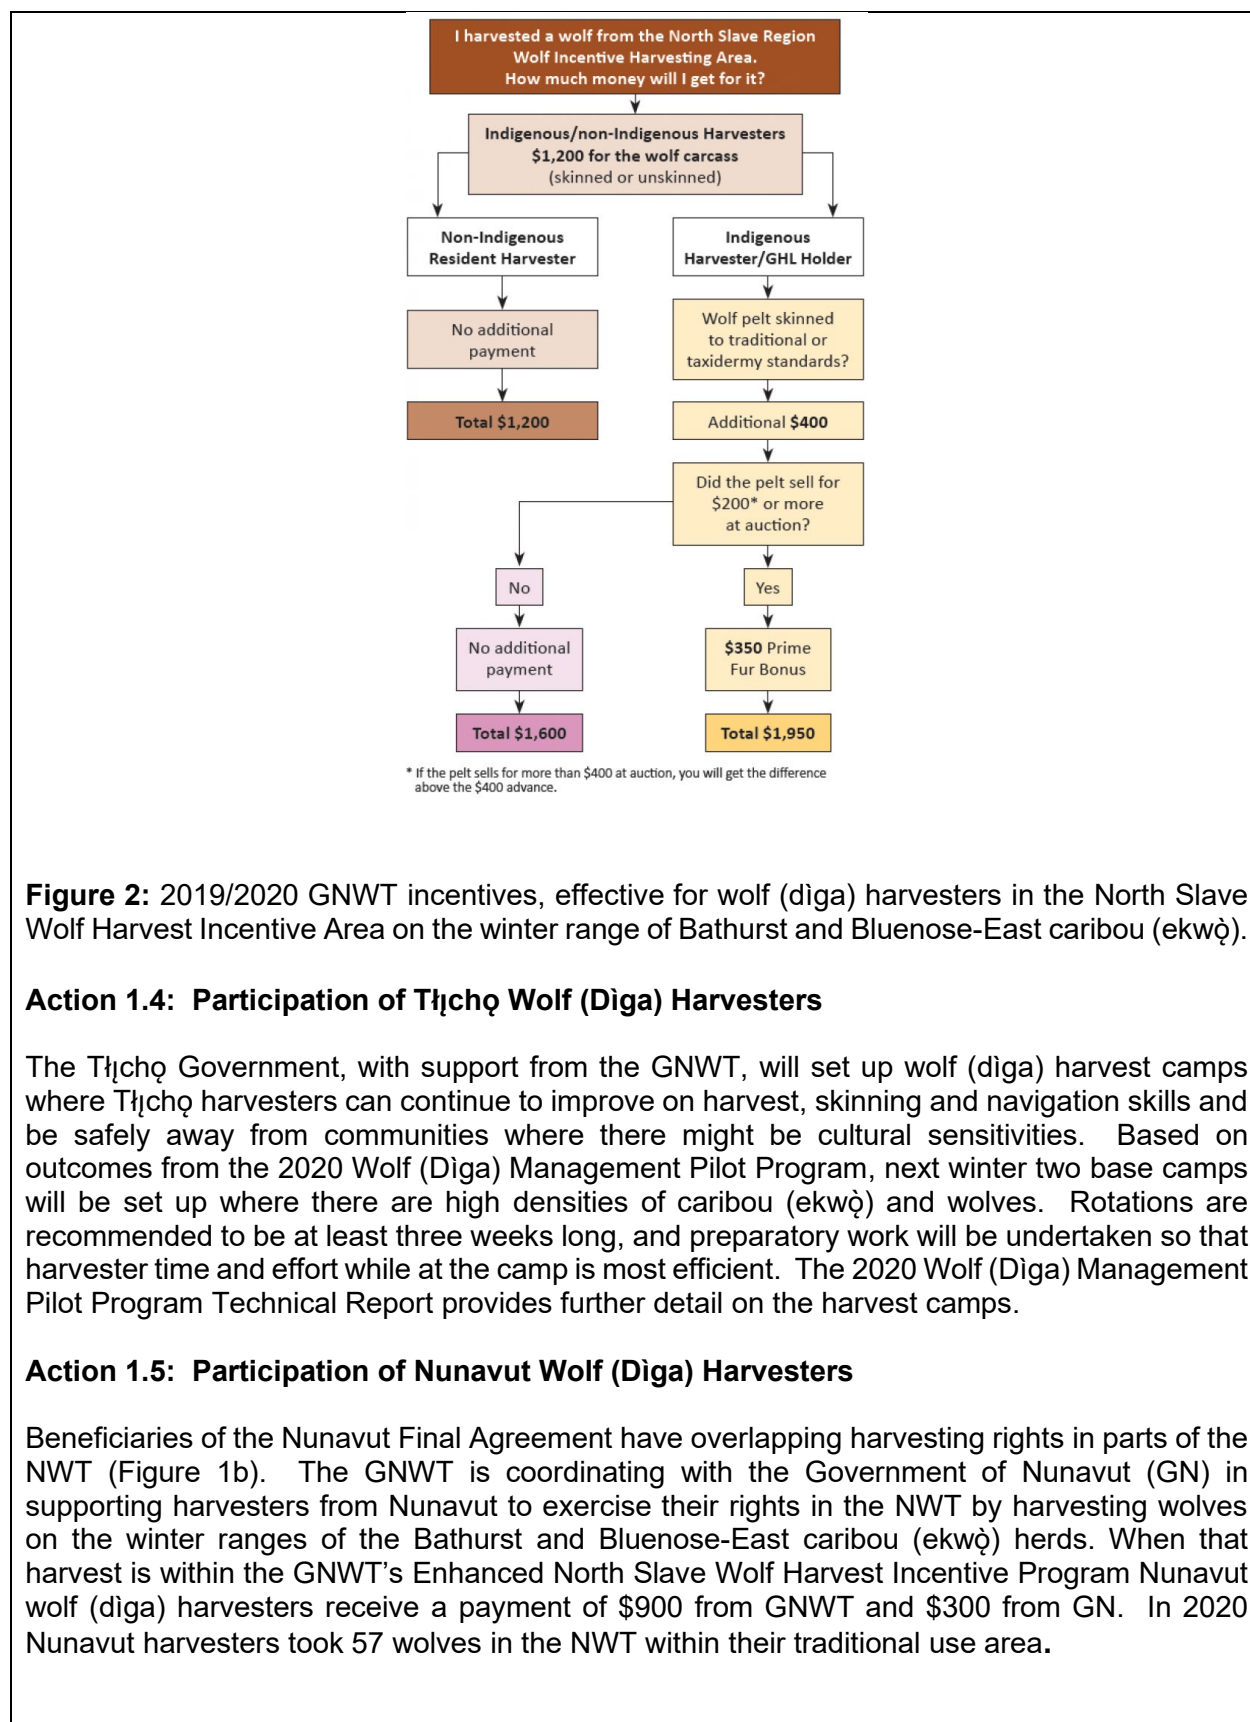 I harvested a wolf from the North Slave Region
Wolf Incentive Harvesting Area.
How much money will I get for it?
Indigenous/non-Indigenous Harvesters
$1,200 for the wolf carcass
(skinned or unskinned)
Non-Indigenous
Resident Harvester
Indigenous
Harvester/GHL Holder
No additional
payment
Wolf pelt skinned
to traditional or
taxidermy standards?
Total $1,200
Additional $400
Did the pelt sell for
$200* or more
at auction?
No
Yes
No additional
payment
$350 Prime
Fur Bonus
Total $1,600
Total $1,950
* If the pelt sells for more than $400 at auction, you will get the difference
above the $400 advance.
Figure 2: 2019/2020 GNWT incentives, effective for wolf (dìga) harvesters in the North Slave
Wolf Harvest Incentive Area on the winter range of Bathurst and Bluenose-East caribou (ekwǫ̀).
Action 1.4: Participation of Tłı̨chǫ Wolf (Dìga) Harvesters
The Tłı̨chǫ Government, with support from the GNWT, will set up wolf (dìga) harvest camps
where Tłı̨chǫ harvesters can continue to improve on harvest, skinning and navigation skills and
be safely away from communities where there might be cultural sensitivities. Based on
outcomes from the 2020 Wolf (Dìga) Management Pilot Program, next winter two base camps
will be set up where there are high densities of caribou (ekwǫ̀) and wolves. Rotations are
recommended to be at least three weeks long, and preparatory work will be undertaken so that
harvester time and effort while at the camp is most efficient. The 2020 Wolf (Dìga) Management
Pilot Program Technical Report provides further detail on the harvest camps.
Action 1.5: Participation of Nunavut Wolf (Dìga) Harvesters
Beneficiaries of the Nunavut Final Agreement have overlapping harvesting rights in parts of the
NWT (Figure 1b). The GNWT is coordinating with the Government of Nunavut (GN) in
supporting harvesters from Nunavut to exercise their rights in the NWT by harvesting wolves
on the winter ranges of the Bathurst and Bluenose-East caribou (ekwǫ̀) herds. When that
harvest is within the GNWT's Enhanced North Slave Wolf Harvest Incentive Program Nunavut
wolf (dìga) harvesters receive a payment of $900 from GNWT and $300 from GN. In 2020
Nunavut harvesters took 57 wolves in the NWT within their traditional use area.